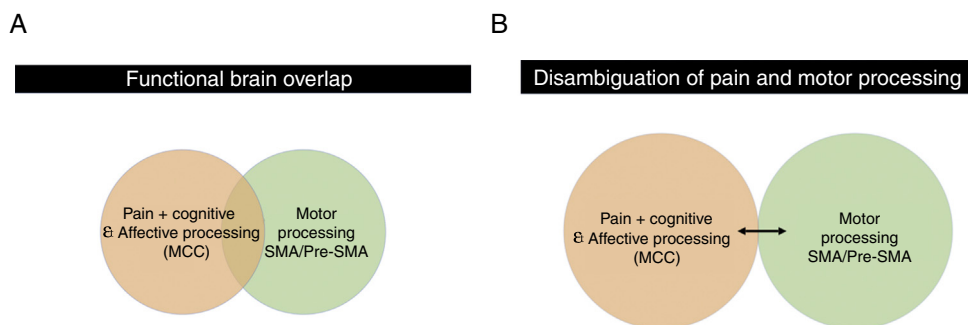 A
Functional brain overlap
Pain + cognitive
& Affective processing
(MCC)
Motor
processing
SMA/Pre-SMA
B
Disambiguation of pain and motor processing
Pain + cognitive
& Affective processing
(MCC)
Motor
processing
SMA/Pre-SMA